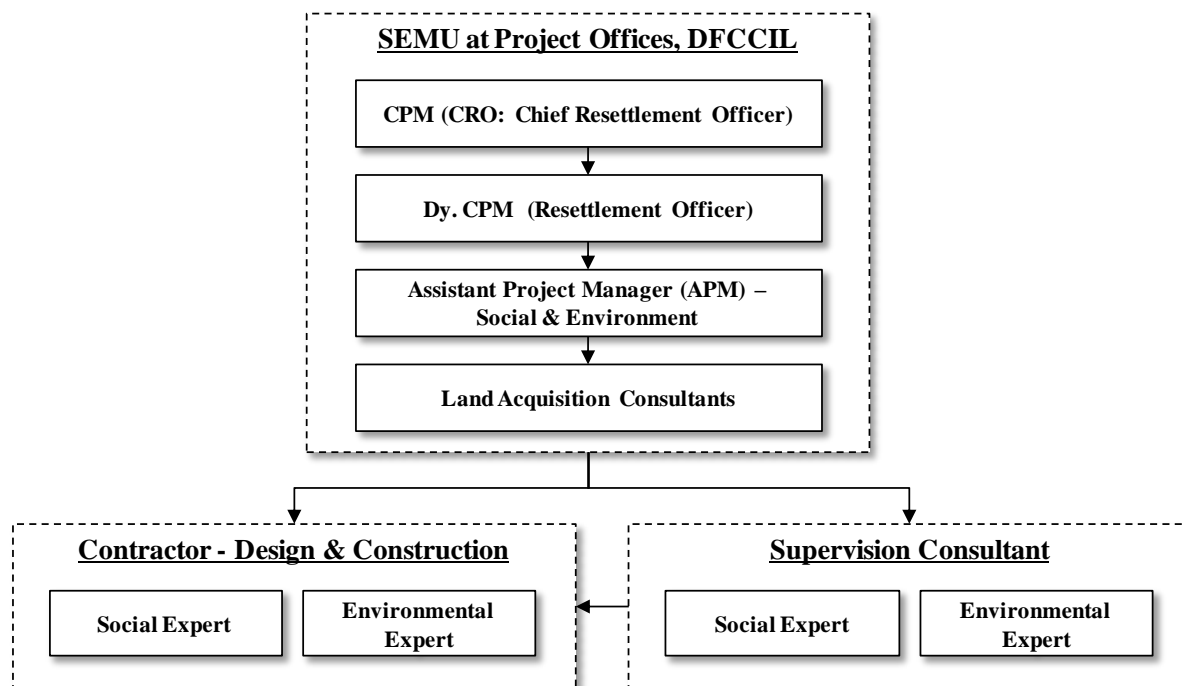 SEMU at Project Offices, DFCCIL
CPM (CRO: Chief Resettlement Officer)
Dy. CPM (Resettlement Officer)
Assistant Project Manager (APM) –
Social & Environment
Land Acquisition Consultants
Contractor - Design & Construction
Social Expert
Environmental
Expert
Supervision Consultant
Social Expert
Environmental
Expert